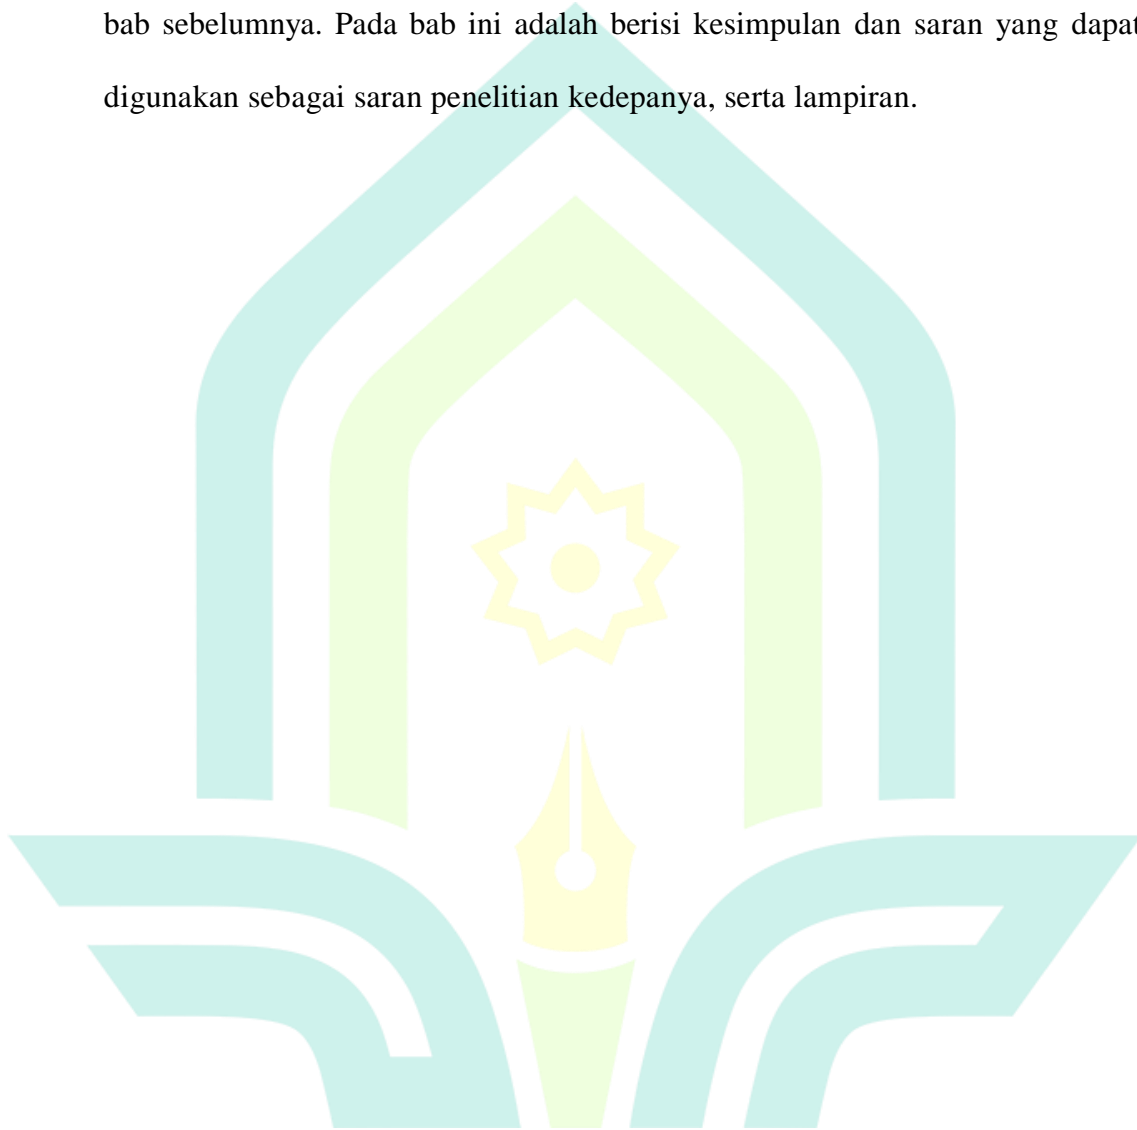 bab sebelumnya. Pada bab ini adalah berisi kesimpulan dan saran yang dapat
digunakan sebagai saran penelitian kedepanya, serta lampiran.